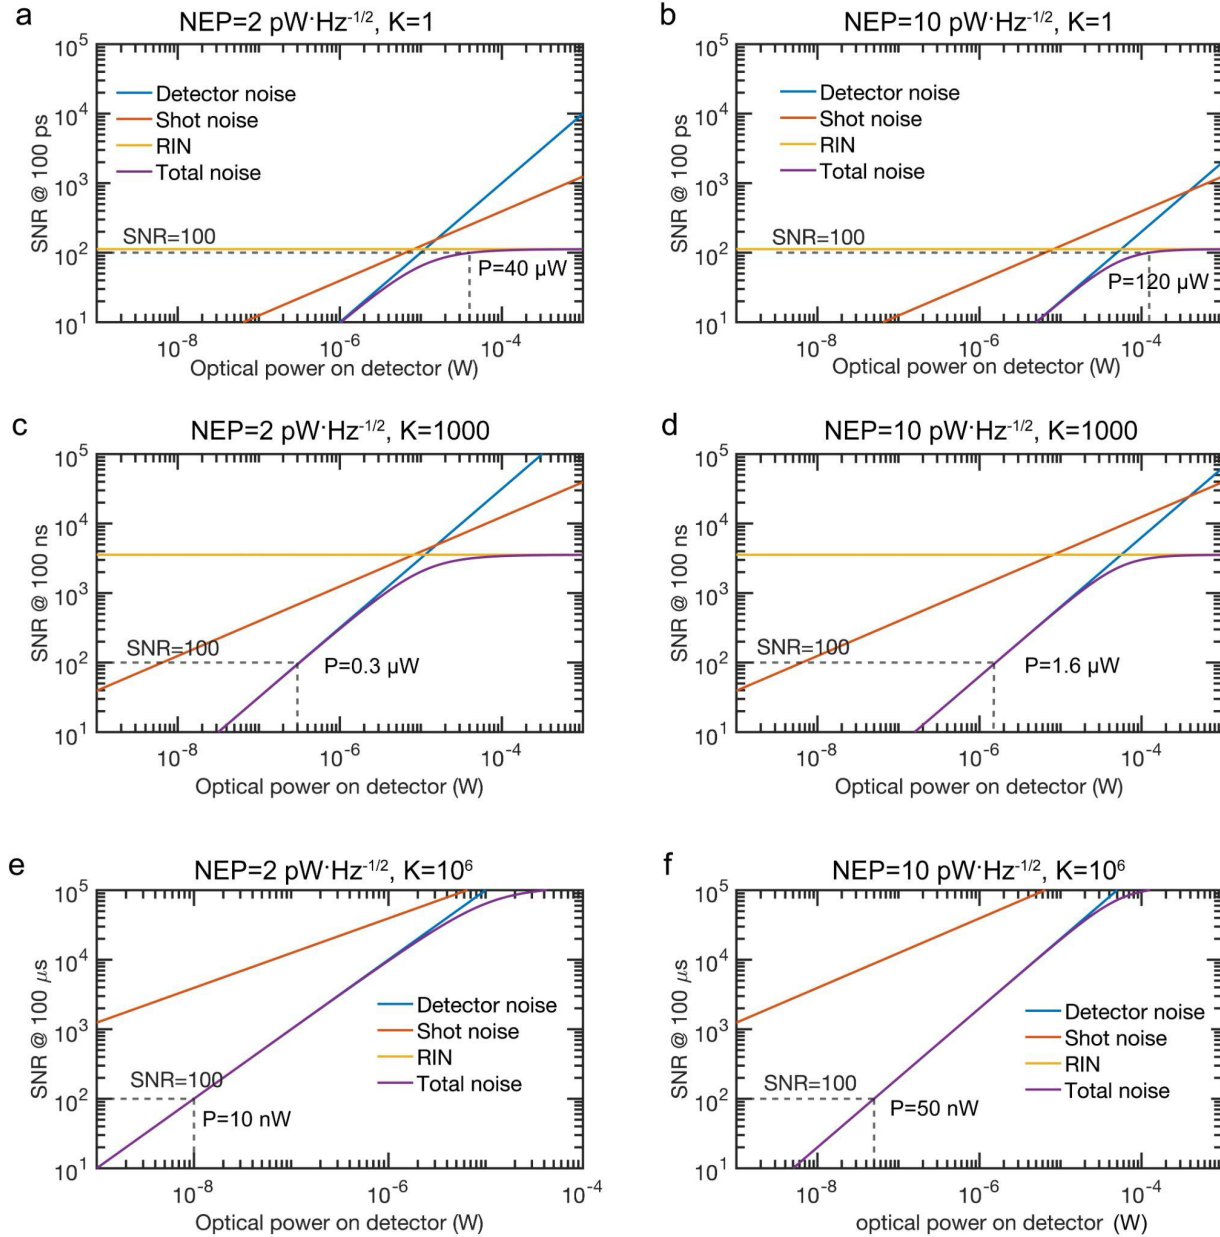 a
NEP=2 pW·Hz⁻¹/², K=1
SNR @ 100 ps
10⁵
10⁴
10³
10²
10¹
Detector noise
Shot noise
RIN
Total noise
SNR=100
P=40 μW
10⁻⁸
10⁻⁶
10⁻⁴
Optical power on detector (W)
b
NEP=10 pW·Hz⁻¹/², K=1
SNR @ 100 ps
10⁵
10⁴
10³
10²
10¹
Detector noise
Shot noise
RIN
Total noise
SNR=100
P=120 μW
10⁻⁸
10⁻⁶
10⁻⁴
Optical power on detector (W)
c
NEP=2 pW·Hz⁻¹/², K=1000
SNR @ 100 ns
10⁵
10⁴
10³
10²
10¹
SNR=100
P=0.3 μW
10⁻⁸
10⁻⁶
10⁻⁴
Optical power on detector (W)
d
NEP=10 pW·Hz⁻¹/², K=1000
SNR @ 100 ns
10⁵
10⁴
10³
10²
10¹
SNR=100
P=1.6 μW
10⁻⁸
10⁻⁶
10⁻⁴
Optical power on detector (W)
e
NEP=2 pW·Hz⁻¹/², K=10⁶
SNR @ 100 μs
10⁵
10⁴
10³
10²
10¹
Detector noise
Shot noise
RIN
Total noise
SNR=100
P=10 nW
10⁻⁸
10⁻⁶
10⁻⁴
Optical power on detector (W)
f
NEP=10 pW·Hz⁻¹/², K=10⁶
SNR @ 100 μs
10⁵
10⁴
10³
10²
10¹
Detector noise
Shot noise
RIN
Total noise
SNR=100
P=50 nW
10⁻⁸
10⁻⁶
10⁻⁴
optical power on detector (W)